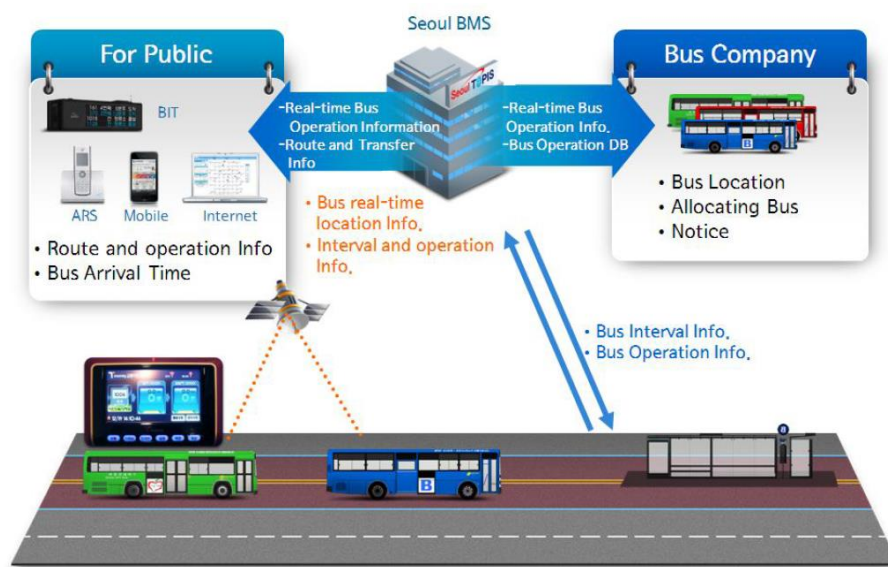 Seoul BMS
For Public
Bus Company
Seoul TOPIS
BIT
-Real-time Bus
Operation Information
-Route and Transfer
Info
-Real-time Bus
Operation Info.
-Bus Operation DB
ARS
Mobile
Internet
• Route and operation Info
• Bus Arrival Time
• Bus real-time
location Info.
• Interval and operation
Info.
• Bus Location
• Allocating Bus
• Notice
• Bus Interval Info.
• Bus Operation Info.
B
B